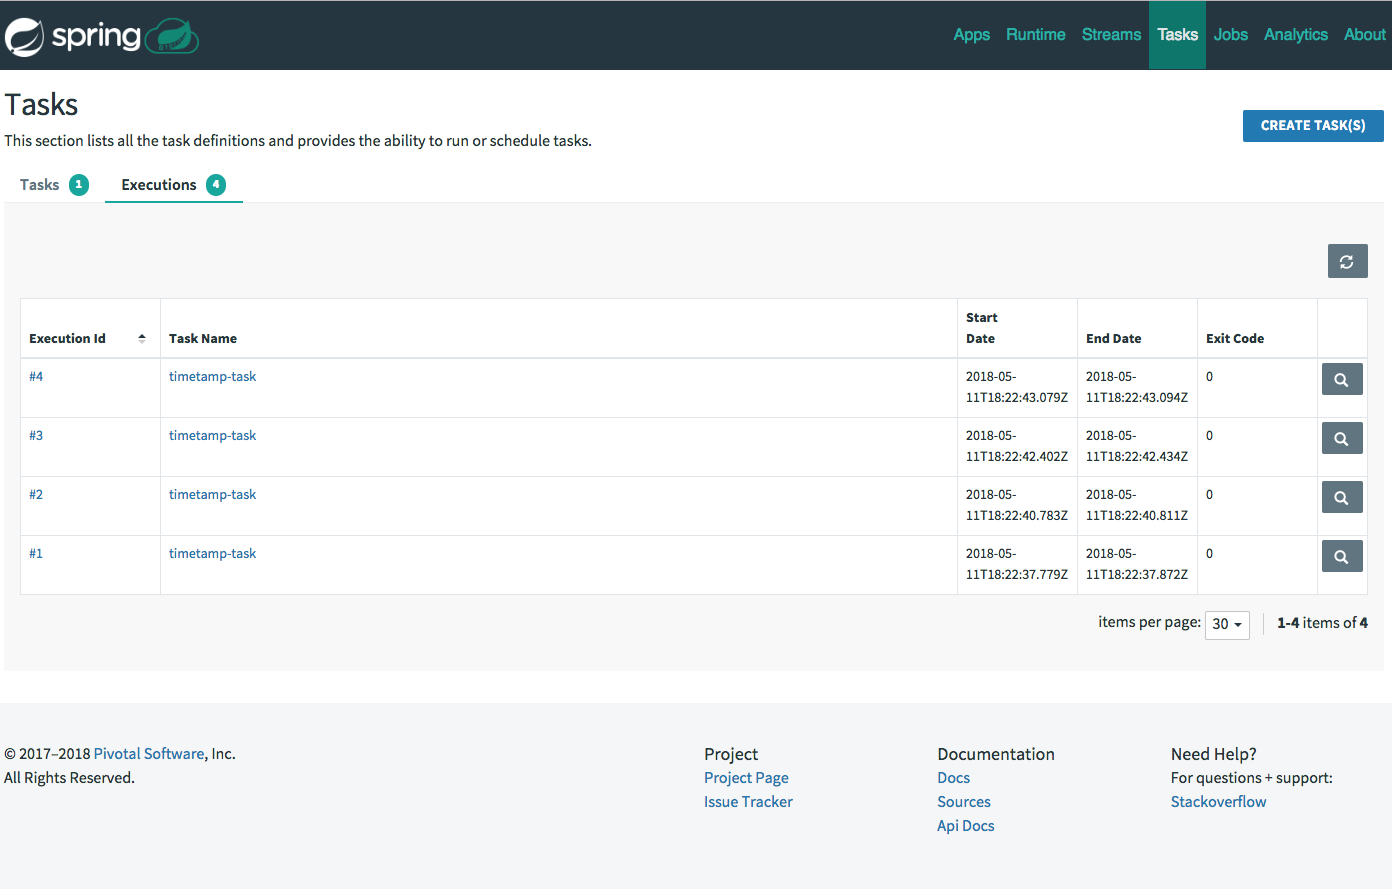 spring
Apps Runtime Streams Tasks Jobs Analytics About
Tasks
This section lists all the task definitions and provides the ability to run or schedule tasks.
CREATE TASK(S)
Tasks 1 Executions 4
Execution Id Task Name Start Date End Date Exit Code
#4 timetamp-task 2018-05-11T18:22:43.079Z 2018-05-11T18:22:43.094Z 0
#3 timetamp-task 2018-05-11T18:22:42.402Z 2018-05-11T18:22:42.434Z 0
#2 timetamp-task 2018-05-11T18:22:40.783Z 2018-05-11T18:22:40.811Z 0
#1 timetamp-task 2018-05-11T18:22:37.779Z 2018-05-11T18:22:37.872Z 0
items per page: 30 1-4 items of 4
© 2017–2018 Pivotal Software, Inc.
All Rights Reserved.
Project
Project Page
Issue Tracker
Documentation
Docs
Sources
Api Docs
Need Help?
For questions + support:
Stackoverflow